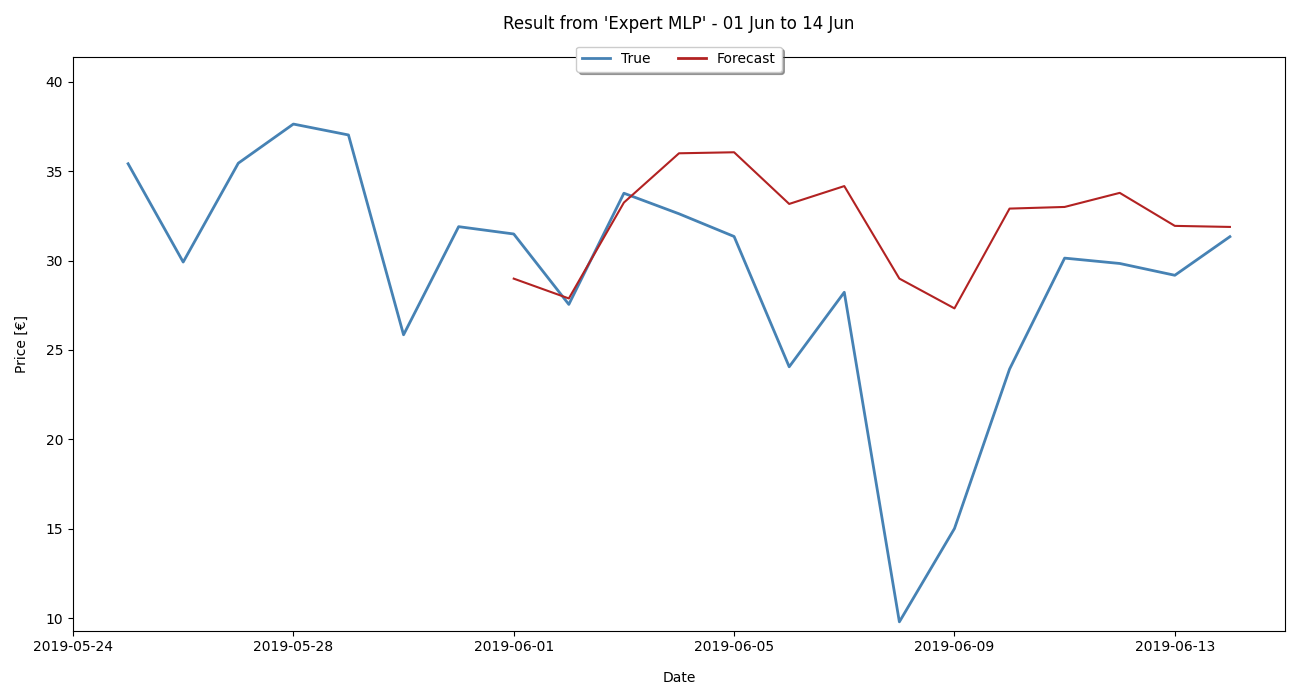 Result from 'Expert MLP' - 01 Jun to 14 Jun
True Forecast
40
35
30
25
20
15
10
Price [€]
2019-05-24 2019-05-28 2019-06-01 2019-06-05 2019-06-09 2019-06-13
Date